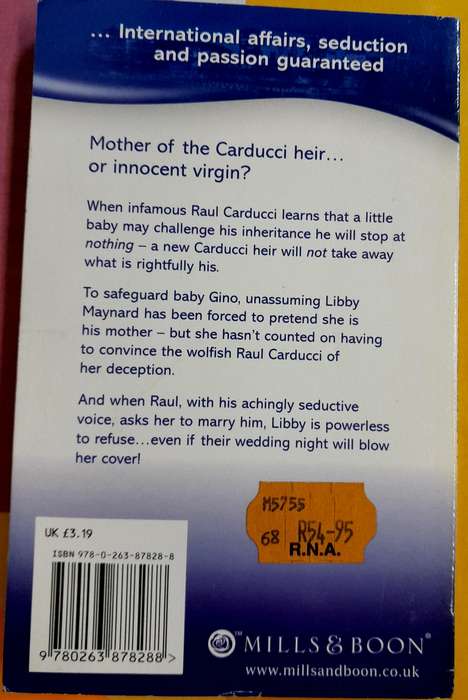 ... International affairs, seduction
and passion guaranteed
Mother of the Carducci heir...
or innocent virgin?
When infamous Raul Carducci learns that a little
baby may challenge his inheritance he will stop at
nothing – a new Carducci heir will not take away
what is rightfully his.
To safeguard baby Gino, unassuming Libby
Maynard has been forced to pretend she is
his mother – but she hasn't counted on having
to convince the wolfish Raul Carducci of
her deception.
And when Raul, with his achingly seductive
voice, asks her to marry him, Libby is powerless
to refuse...even if their wedding night will blow
her cover!
M5755
68 R54-95
R.N.A.
UK £3.19
ISBN 978-0-263-87828-8
9 780263 878288 >
MILLS & BOON®
www.millsandboon.co.uk